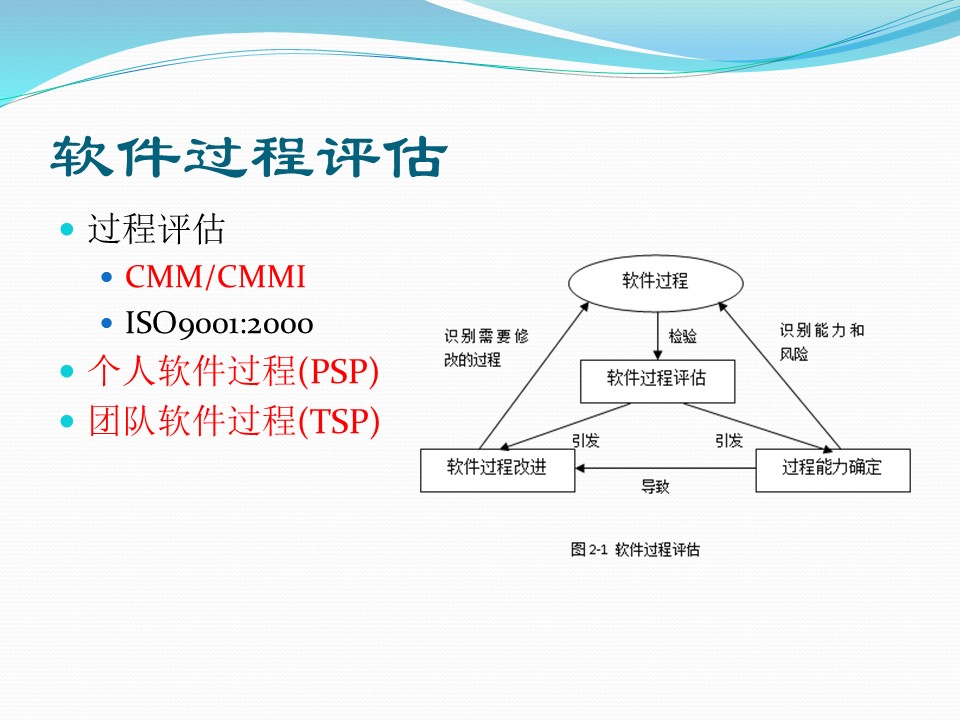 软件过程评估
过程评估
CMM/CMMI
ISO9001:2000
个人软件过程(PSP)
团队软件过程(TSP)
软件过程
识别需要修
改的过程
检验
识别能力和
风险
软件过程评估
引发
引发
软件过程改进
过程能力确定
导致
图 2-1 软件过程评估